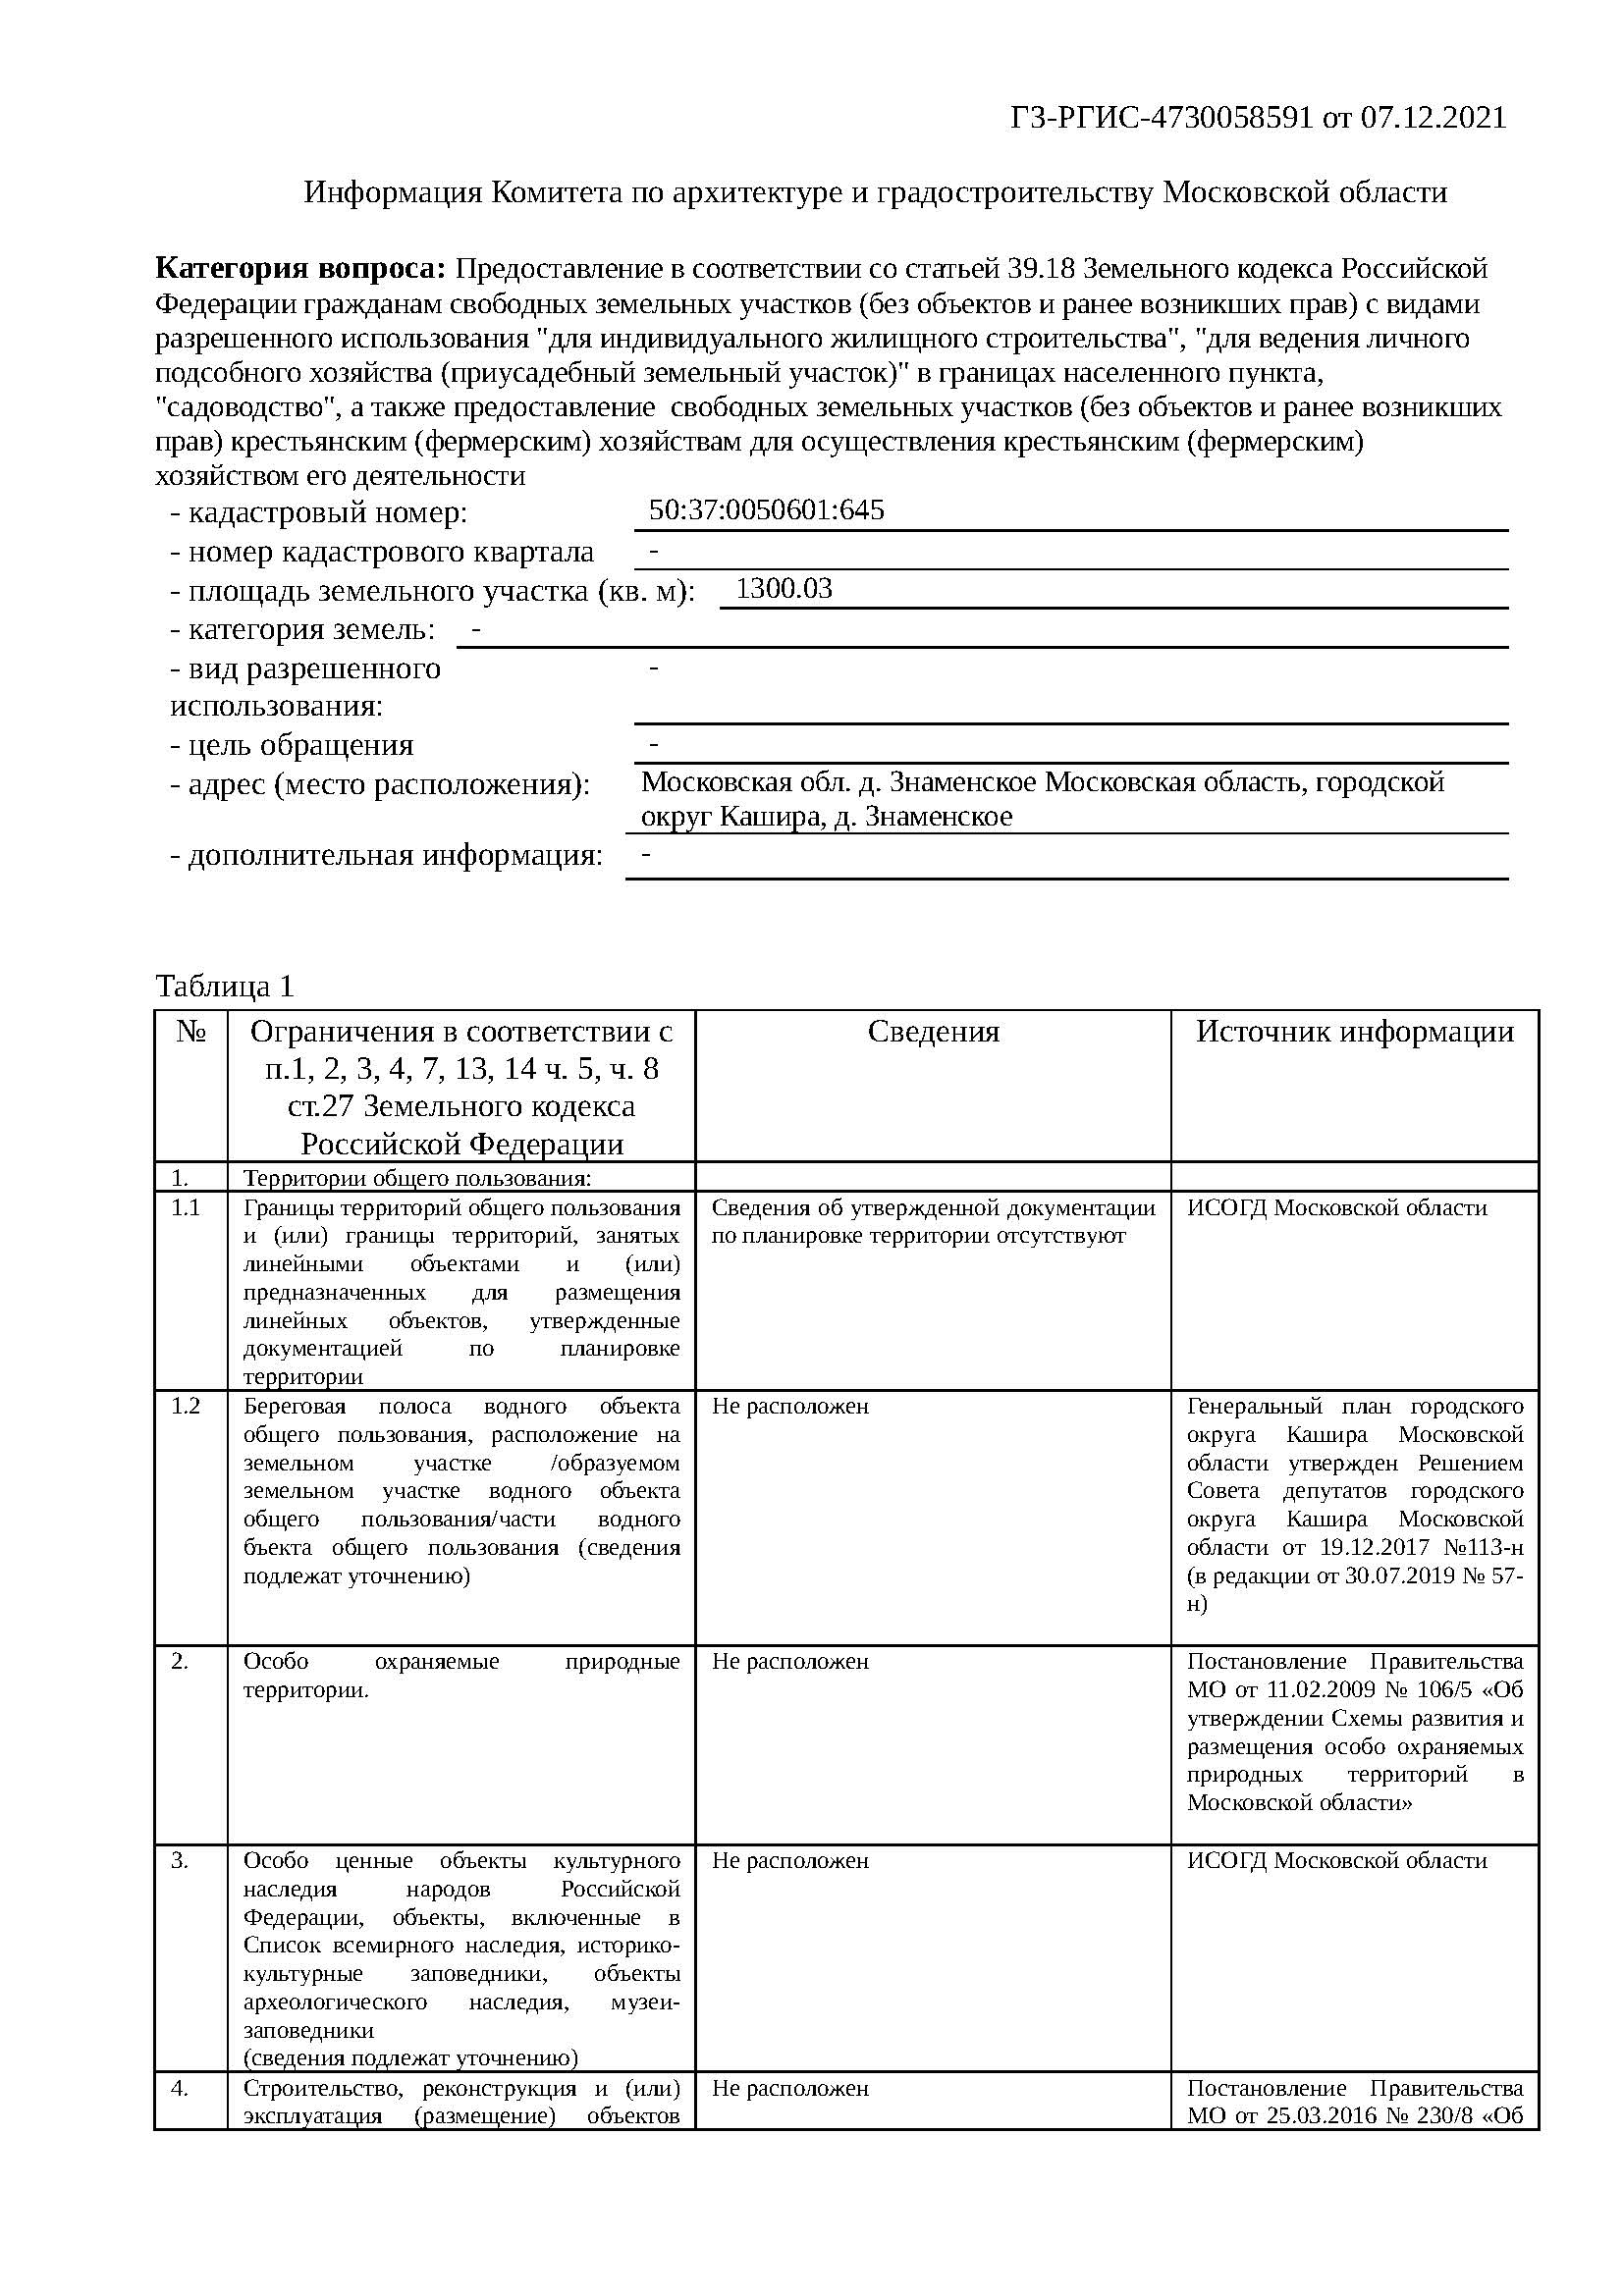 ГЗ-РГИС-4730058591 от 07.12.2021
Информация Комитета по архитектуре и градостроительству Московской области
Категория вопроса: Предоставление в соответствии со статьей 39.18 Земельного кодекса Российской
Федерации гражданам свободных земельных участков (без объектов и ранее возникших прав) с видами
разрешенного использования "для индивидуального жилищного строительства", "для ведения личного
подсобного хозяйства (приусадебный земельный участок)" в границах населенного пункта,
"садоводство", а также предоставление  свободных земельных участков (без объектов и ранее возникших
прав) крестьянским (фермерским) хозяйствам для осуществления крестьянским (фермерским)
хозяйством его деятельности
- кадастровый номер: 50:37:0050601:645
- номер кадастрового квартала -
- площадь земельного участка (кв. м): 1300.03
- категория земель: -
- вид разрешенного -
использования:
- цель обращения -
- адрес (место расположения): Московская обл. д. Знаменское Московская область, городской
округ Кашира, д. Знаменское
- дополнительная информация: -
Таблица 1
№
Ограничения в соответствии с
п.1, 2, 3, 4, 7, 13, 14 ч. 5, ч. 8
ст.27 Земельного кодекса
Российской Федерации
Сведения
Источник информации
1.
Территории общего пользования:
1.1
Границы территорий общего пользования
и (или) границы территорий, занятых
линейными объектами и (или)
предназначенных для размещения
линейных объектов, утвержденные
документацией по планировке
территории
Сведения об утвержденной документации
по планировке территории отсутствуют
ИСОГД Московской области
1.2
Береговая полоса водного объекта
общего пользования, расположение на
земельном участке /образуемом
земельном участке водного объекта
общего пользования/части водного
бъекта общего пользования (сведения
подлежат уточнению)
Не расположен
Генеральный план городского
округа Кашира Московской
области утвержден Решением
Совета депутатов городского
округа Кашира Московской
области от 19.12.2017 №113-н
(в редакции от 30.07.2019 № 57-
н)
2.
Особо охраняемые природные
территории.
Не расположен
Постановление Правительства
МО от 11.02.2009 № 106/5 «Об
утверждении Схемы развития и
размещения особо охраняемых
природных территорий в
Московской области»
3.
Особо ценные объекты культурного
наследия народов Российской
Федерации, объекты, включенные в
Список всемирного наследия, историко-
культурные заповедники, объекты
археологического наследия, музеи-
заповедники
(сведения подлежат уточнению)
Не расположен
ИСОГД Московской области
4.
Строительство, реконструкция и (или)
эксплуатация (размещение) объектов
Не расположен
Постановление Правительства
МО от 25.03.2016 № 230/8 «Об